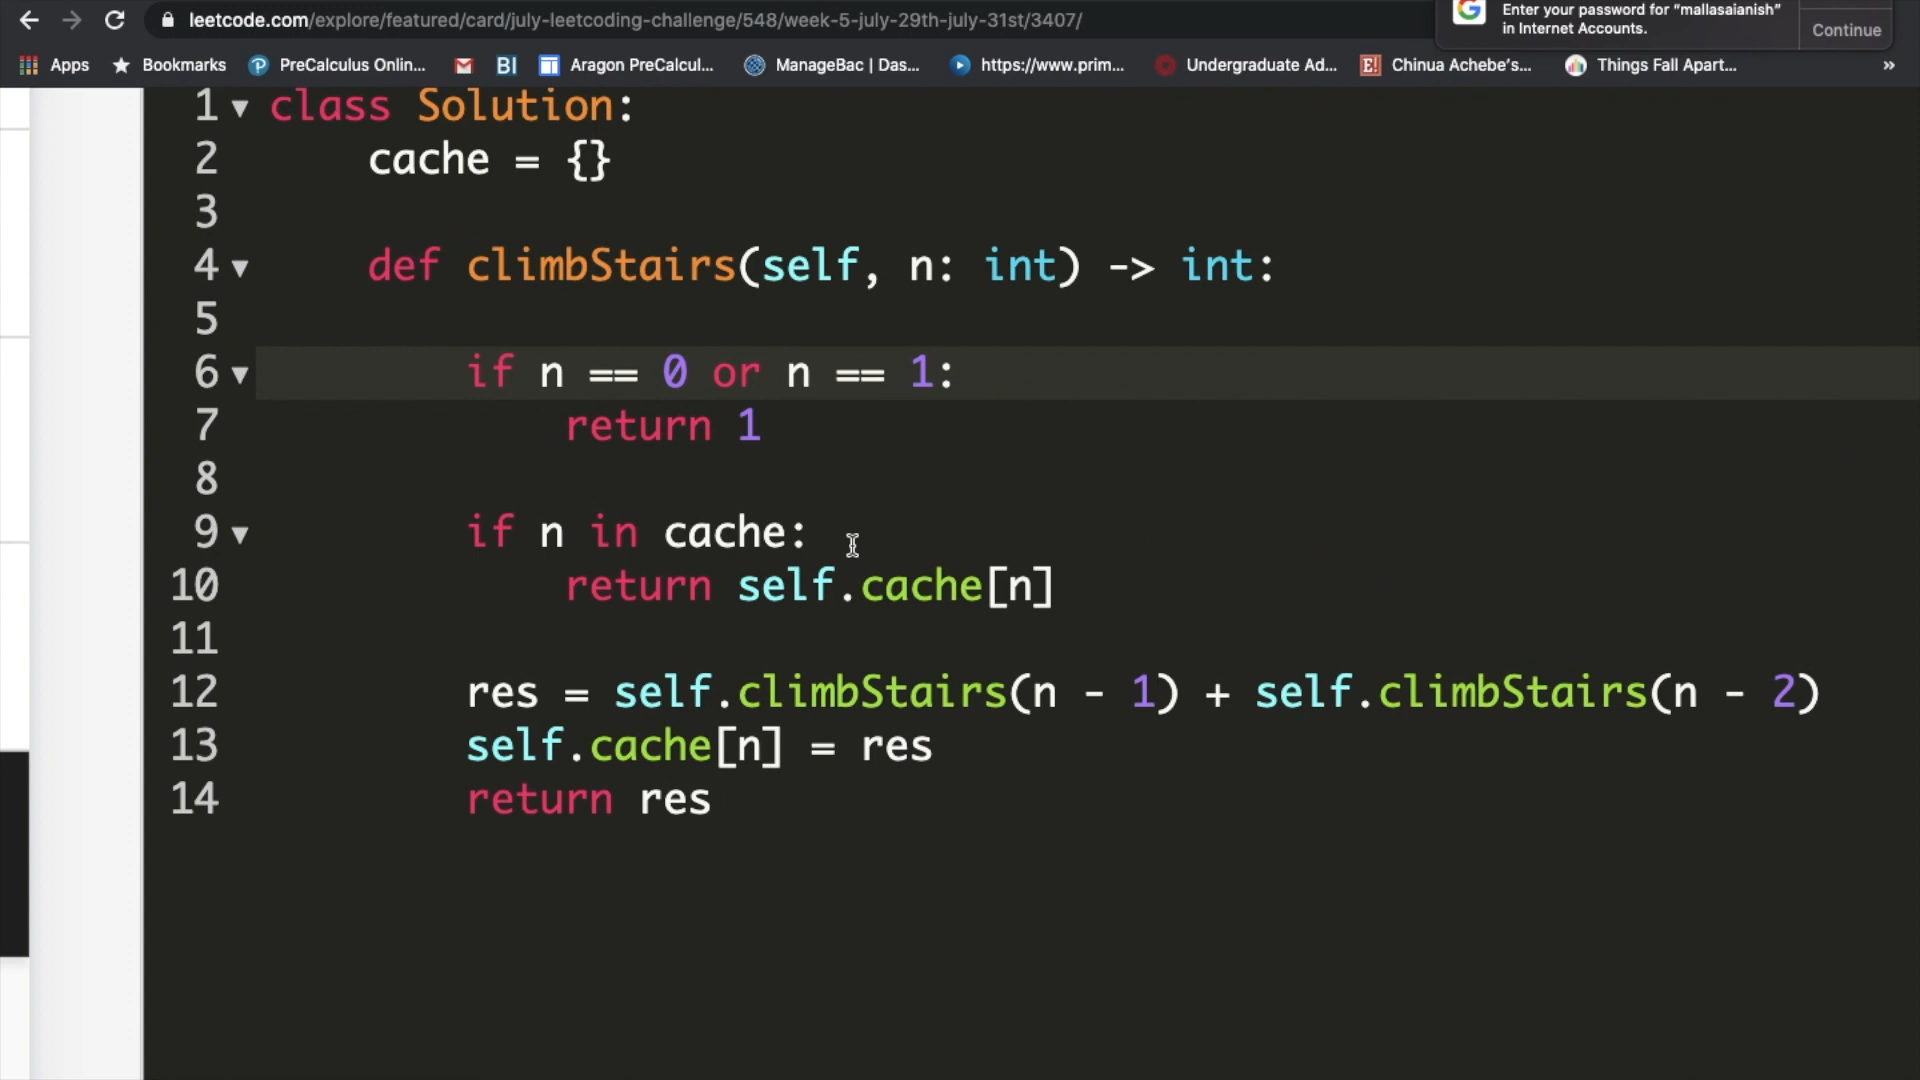 leetcode.com/explore/featured/card/july-leetcoding-challenge/548/week-5-july-29th-july-31st/3407/
Enter your password for “mallasaianish”
in Internet Accounts.
Continue
Apps Bookmarks PreCalculus Onlin... BI Aragon PreCalcul... ManageBac | Das... https://www.prim... Undergraduate Ad... E! Chinua Achebe's... Things Fall Apart... »
1 class Solution:
2 cache = {}
3
4 def climbStairs(self, n: int) -> int:
5
6 if n == 0 or n == 1:
7 return 1
8
9 if n in cache:
10 return self.cache[n]
11
12 res = self.climbStairs(n - 1) + self.climbStairs(n - 2)
13 self.cache[n] = res
14 return res